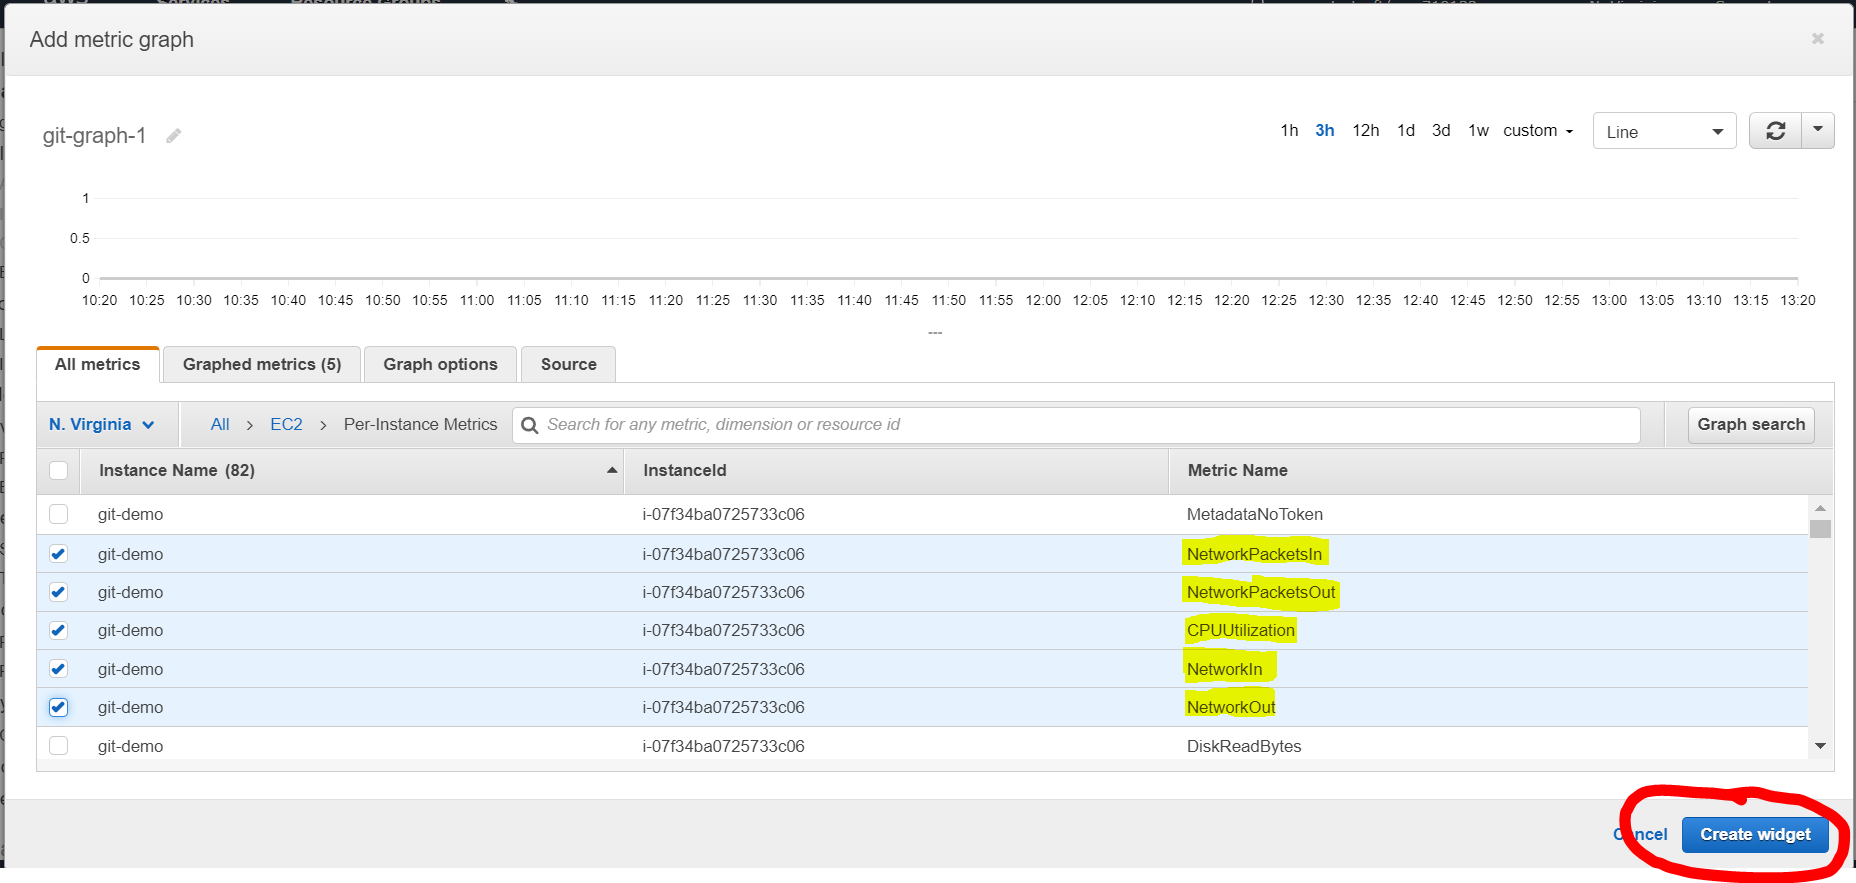 Add metric graph
git-graph-1
1h 3h 12h 1d 3d 1w custom Line
1
0.5
0
10:20 10:25 10:30 10:35 10:40 10:45 10:50 10:55 11:00 11:05 11:10 11:15 11:20 11:25 11:30 11:35 11:40 11:45 11:50 11:55 12:00 12:05 12:10 12:15 12:20 12:25 12:30 12:35 12:40 12:45 12:50 12:55 13:00 13:05 13:10 13:15 13:20
---
All metrics Graphed metrics (5) Graph options Source
N. Virginia All > EC2 > Per-Instance Metrics Search for any metric, dimension or resource id Graph search
Instance Name (82) InstanceId Metric Name
git-demo i-07f34ba0725733c06 MetadataNoToken
git-demo i-07f34ba0725733c06 NetworkPacketsIn
git-demo i-07f34ba0725733c06 NetworkPacketsOut
git-demo i-07f34ba0725733c06 CPUUtilization
git-demo i-07f34ba0725733c06 NetworkIn
git-demo i-07f34ba0725733c06 NetworkOut
git-demo i-07f34ba0725733c06 DiskReadBytes
Cancel Create widget